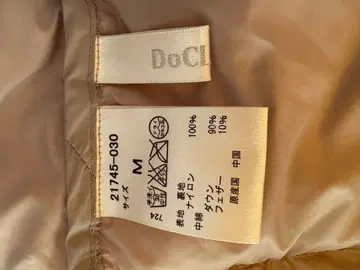 DoCL
21745-030
サイズ
M
724
表地 裏地
ナイロン 100%
中綿 ダウン 90%
フェザー 10%
原産国 中国